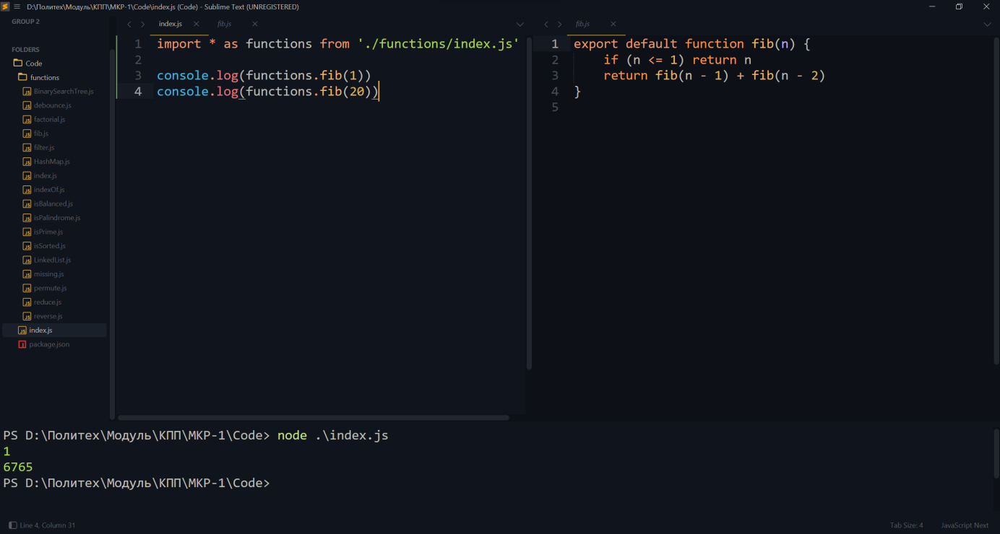 D:\Политех\Модуль\КПП\МКР-1\Code\index.js (Code) - Sublime Text (UNREGISTERED)
GROUP 2
FOLDERS
Code
functions
BinarySearchTree.js
debounce.js
factorial.js
fib.js
filter.js
HashMap.js
index.js
indexOf.js
isBalanced.js
isPalindrome.js
isPrime.js
isSorted.js
LinkedList.js
missing.js
permute.js
reduce.js
reverse.js
index.js
package.json
index.js fib.js
1 import * as functions from './functions/index.js'
2
3 console.log(functions.fib(1))
4 console.log(functions.fib(20))
fib.js
1 export default function fib(n) {
2 if (n <= 1) return n
3 return fib(n - 1) + fib(n - 2)
4 }
5
PS D:\Политех\Модуль\КПП\МКР-1\Code> node .\index.js
1
6765
PS D:\Политех\Модуль\КПП\МКР-1\Code>
Line 4, Column 31 Tab Size: 4 JavaScript Next